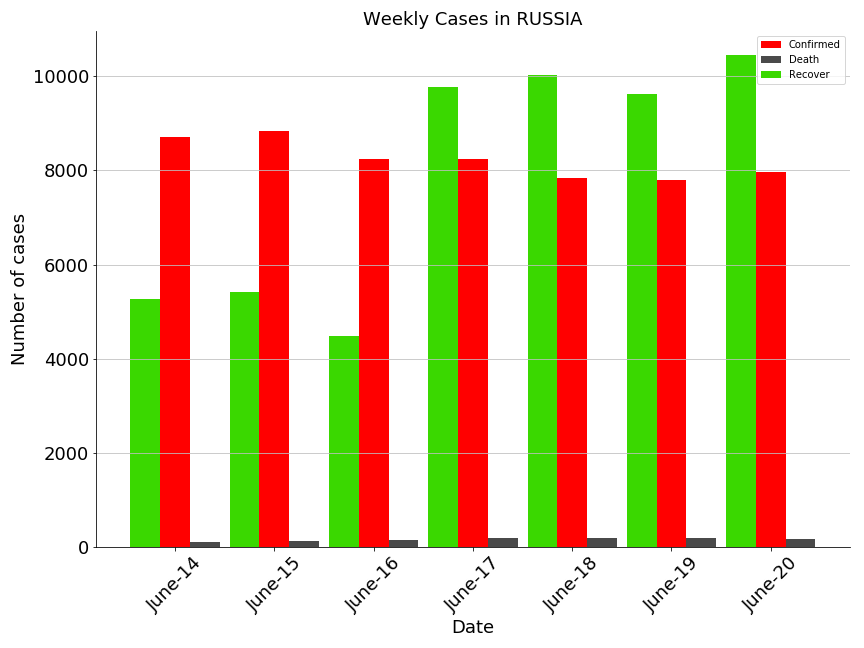 Weekly Cases in RUSSIA
Confirmed
Death
Recover
Number of cases
10000
8000
6000
4000
2000
0
June-14
June-15
June-16
June-17
June-18
June-19
June-20
Date